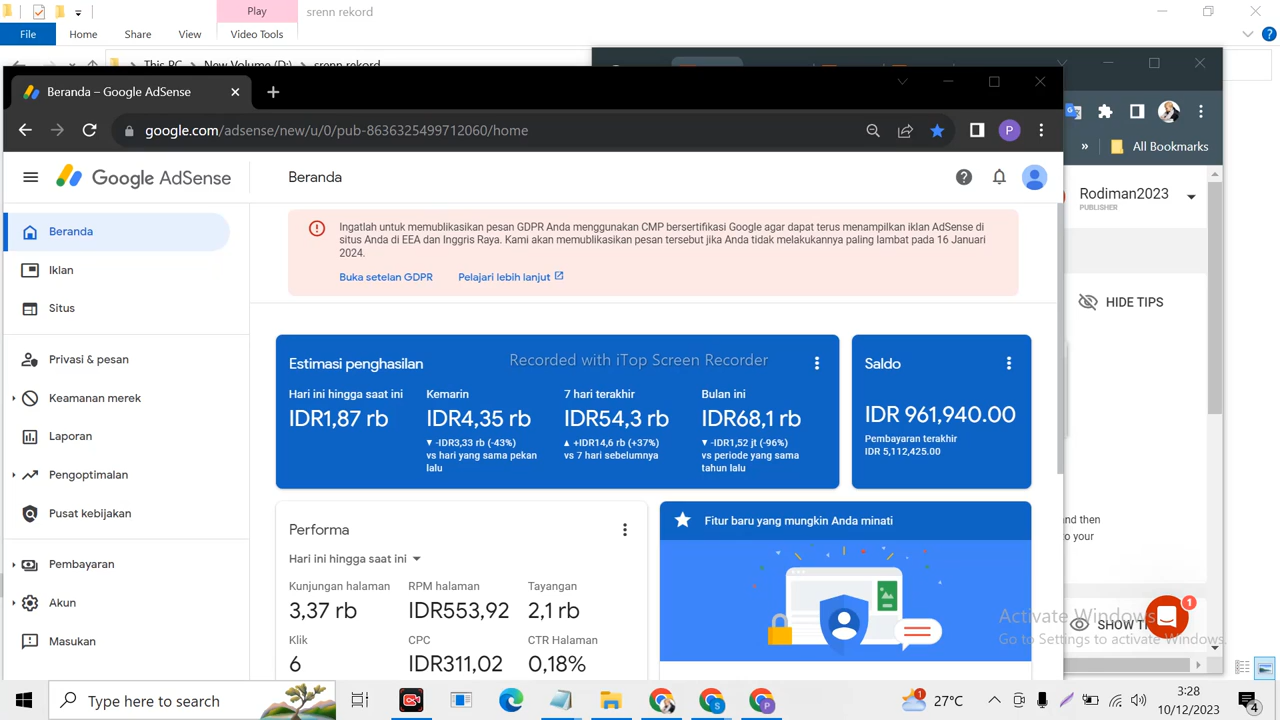 Play
srenn rekord
File
Home
Share
View
Video Tools
This PC
New Volume (D:)
srenn rekord
Beranda – Google AdSense
google.com/adsense/new/u/0/pub-8636325499712060/home
P
» All Bookmarks
Google AdSense
Beranda
Rodiman2023
PUBLISHER
Ingatlah untuk memublikasikan pesan GDPR Anda menggunakan CMP bersertifikasi Google agar dapat terus menampilkan iklan AdSense di
situs Anda di EEA dan Inggris Raya. Kami akan memublikasikan pesan tersebut jika Anda tidak melakukannya paling lambat pada 16 Januari
2024.
Buka setelan GDPR
Pelajari lebih lanjut
HIDE TIPS
Beranda
Iklan
Situs
Privasi & pesan
Keamanan merek
Laporan
Pengoptimalan
Pusat kebijakan
Pembayaran
Akun
Masukan
Recorded with iTop Screen Recorder
Estimasi penghasilan
Hari ini hingga saat ini
IDR1,87 rb
Kemarin
IDR4,35 rb
-IDR3,33 rb (-43%)
vs hari yang sama pekan
lalu
7 hari terakhir
IDR54,3 rb
+IDR14,6 rb (+37%)
vs 7 hari sebelumnya
Bulan ini
IDR68,1 rb
-IDR1,52 jt (-96%)
vs periode yang sama
tahun lalu
Saldo
IDR 961,940.00
Pembayaran terakhir
IDR 5,112,425.00
Performa
Hari ini hingga saat ini
Kunjungan halaman
3,37 rb
RPM halaman
IDR553,92
Tayangan
2,1 rb
Klik
6
CPC
IDR311,02
CTR Halaman
0,18%
Fitur baru yang mungkin Anda minati
nd then
o your
SHOW T
1
Activate Windows
Go to Settings to activate Windows.
Type here to search
S
P
1
27°C
3:28
10/12/2023
4